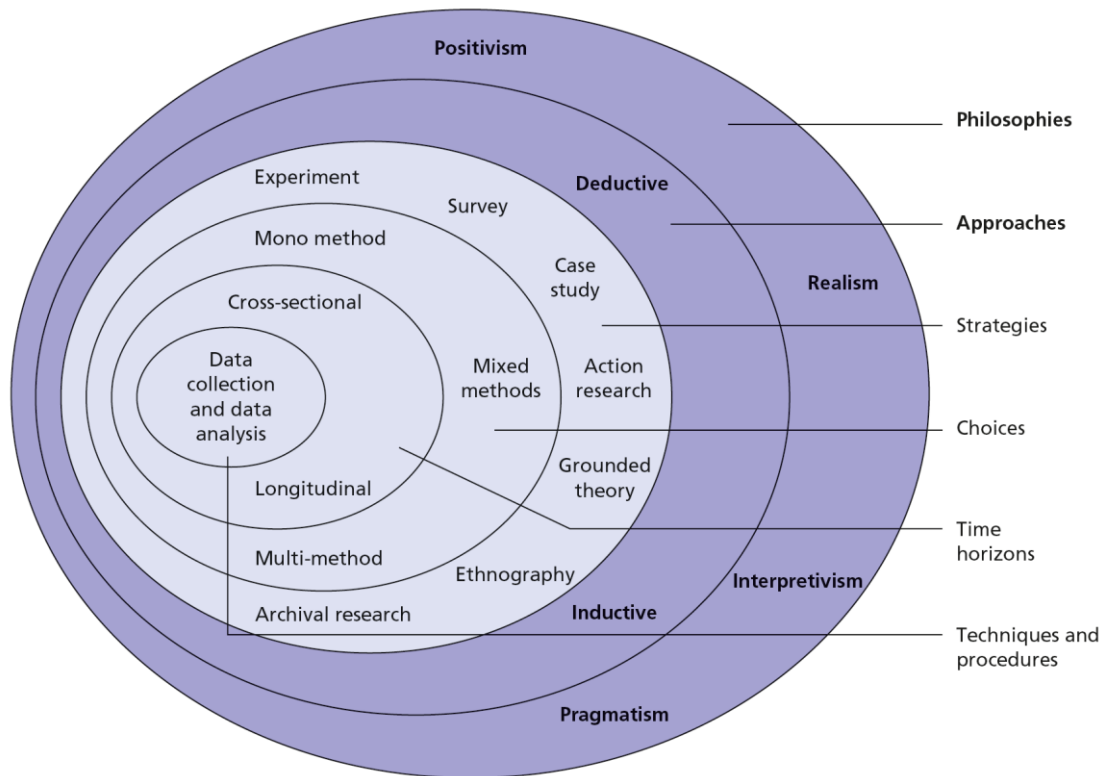 Positivism
Philosophies
Experiment
Deductive
Survey
Approaches
Mono method
Case
study
Realism
Cross-sectional
Strategies
Data
collection
and data
analysis
Mixed
methods
Action
research
Choices
Grounded
theory
Longitudinal
Time
horizons
Multi-method
Ethnography
Interpretivism
Archival research
Inductive
Techniques and
procedures
Pragmatism